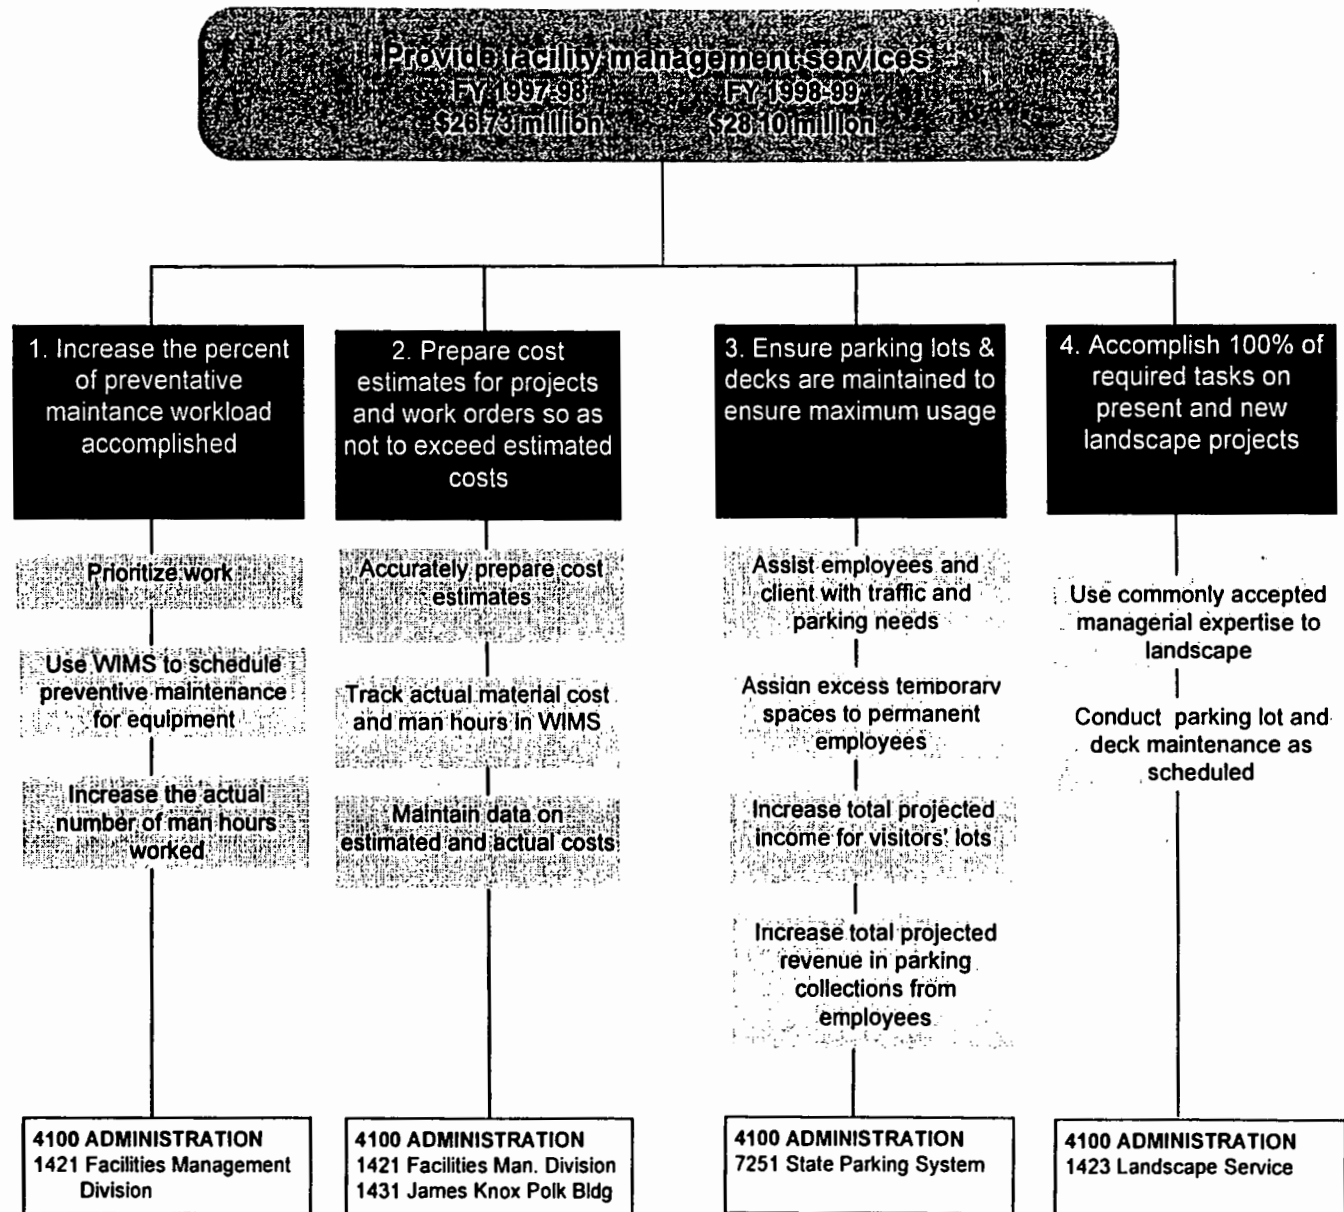 Provide facility management services
FY 1997-98 FY 1998-99
$26.73 million $28.10 million
1. Increase the percent
of preventative
maintance workload
accomplished
2. Prepare cost
estimates for projects
and work orders so as
not to exceed estimated
costs
3. Ensure parking lots &
decks are maintained to
ensure maximum usage
4. Accomplish 100% of
required tasks on
present and new
landscape projects
Prioritize work
Use WIMS to schedule
preventive maintenance
for equipment
Increase the actual
number of man hours
worked
Accurately prepare cost
estimates
Track actual material cost
and man hours in WIMS
Maintain data on
estimated and actual costs
Assist employees and
client with traffic and
parking needs
Assign excess temporary
spaces to permanent
employees
Increase total projected
income for visitors' lots
Increase total projected
revenue in parking
collections from
employees
Use commonly accepted
managerial expertise to
landscape
Conduct parking lot and
deck maintenance as
scheduled
4100 ADMINISTRATION
1421 Facilities Management
Division
4100 ADMINISTRATION
1421 Facilities Man. Division
1431 James Knox Polk Bldg
4100 ADMINISTRATION
7251 State Parking System
4100 ADMINISTRATION
1423 Landscape Service